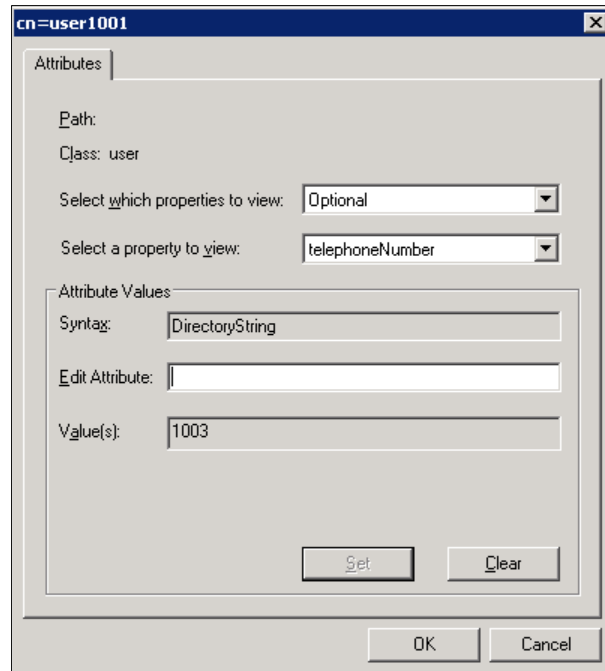 cn=user1001
Attributes
Path:
Class: user
Select which properties to view: Optional
Select a property to view: telephoneNumber
Attribute Values
Syntax: DirectoryString
Edit Attribute:
Value(s): 1003
Set Clear
OK Cancel